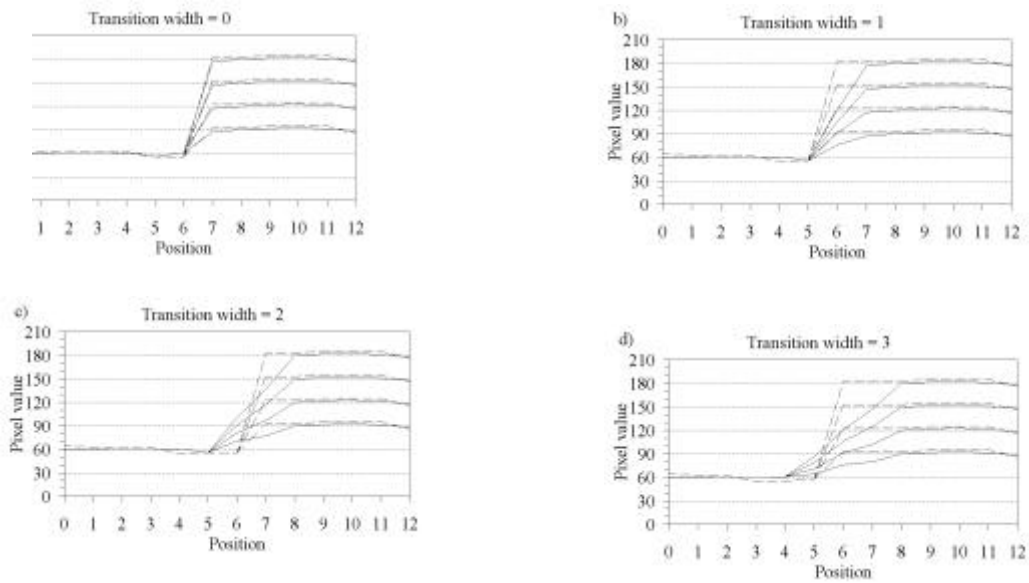 Transition width = 0
1 2 3 4 5 6 7 8 9 10 11 12
Position
b)
Transition width = 1
Pixel value
210
180
150
120
90
60
30
0
0 1 2 3 4 5 6 7 8 9 10 11 12
Position
c)
Transition width = 2
Pixel value
210
180
150
120
90
60
30
0
0 1 2 3 4 5 6 7 8 9 10 11 12
Position
d)
Transition width = 3
Pixel value
210
180
150
120
90
60
30
0
0 1 2 3 4 5 6 7 8 9 10 11 12
Position